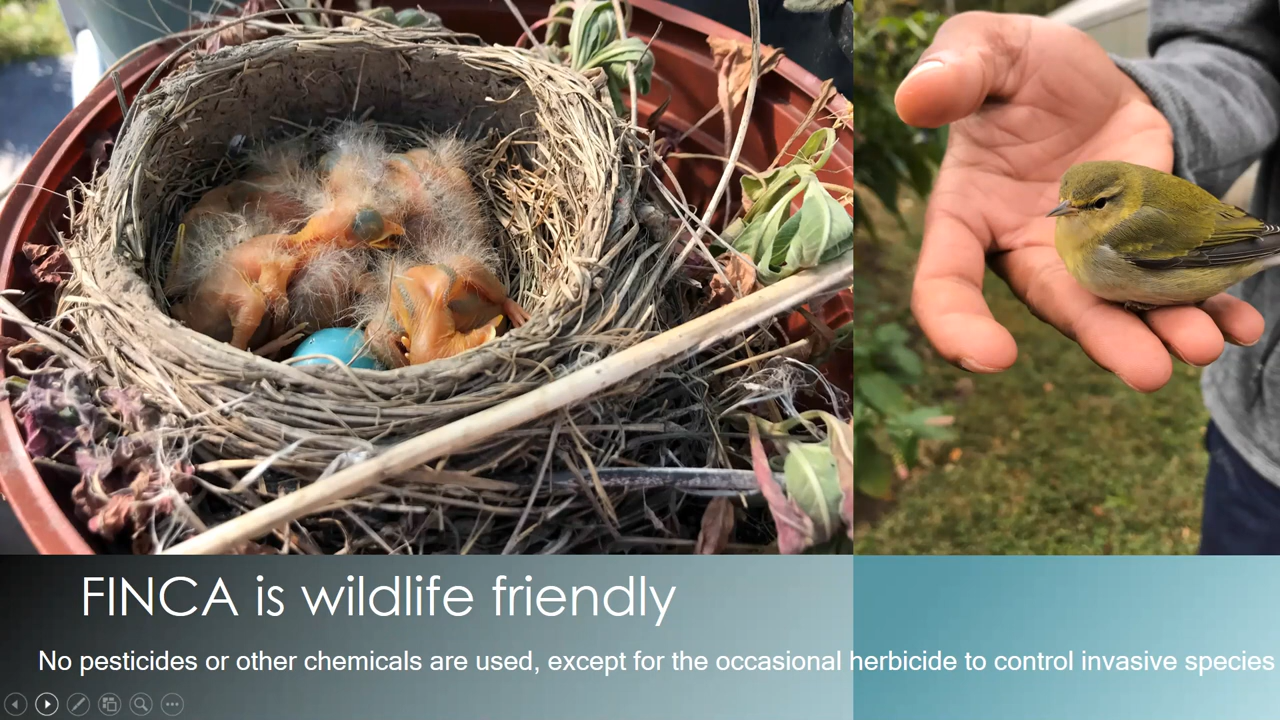 FINCA is wildlife friendly
No pesticides or other chemicals are used, except for the occasional herbicide to control invasive species